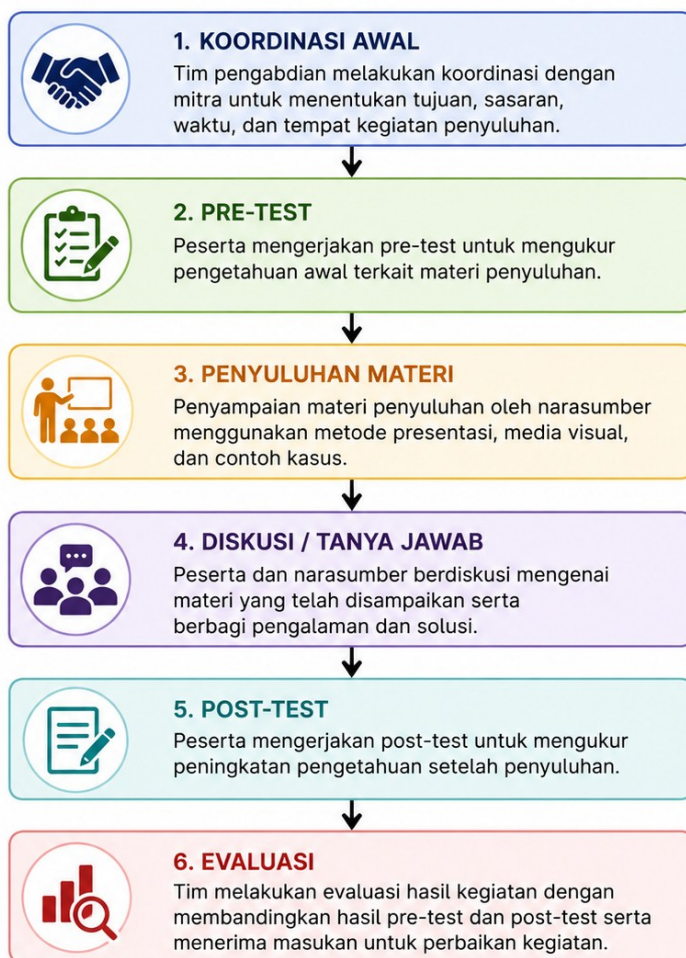 1. KOORDINASI AWAL
Tim pengabdian melakukan koordinasi dengan
mitra untuk menentukan tujuan, sasaran,
waktu, dan tempat kegiatan penyuluhan.
2. PRE-TEST
Peserta mengerjakan pre-test untuk mengukur
pengetahuan awal terkait materi penyuluhan.
3. PENYULUHAN MATERI
Penyampaian materi penyuluhan oleh narasumber
menggunakan metode presentasi, media visual,
dan contoh kasus.
4. DISKUSI / TANYA JAWAB
Peserta dan narasumber berdiskusi mengenai
materi yang telah disampaikan serta
berbagi pengalaman dan solusi.
5. POST-TEST
Peserta mengerjakan post-test untuk mengukur
peningkatan pengetahuan setelah penyuluhan.
6. EVALUASI
Tim melakukan evaluasi hasil kegiatan dengan
membandingkan hasil pre-test dan post-test serta
menerima masukan untuk perbaikan kegiatan.